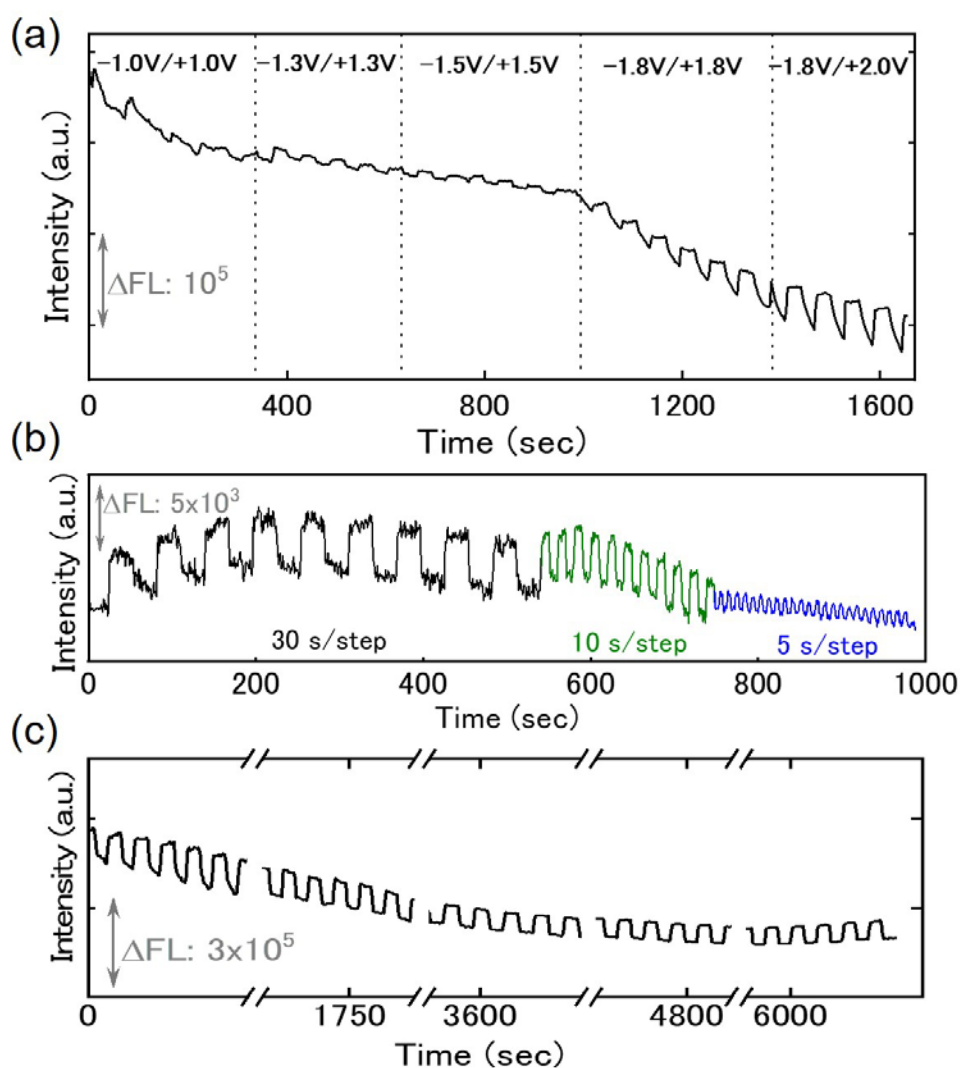 (a)
−1.0V/+1.0V −1.3V/+1.3V −1.5V/+1.5V −1.8V/+1.8V −1.8V/+2.0V
Intensity (a.u.)
ΔFL: 10⁵
0 400 800 1200 1600
Time (sec)
(b)
Intensity (a.u.)
ΔFL: 5x10³
30 s/step 10 s/step 5 s/step
0 200 400 600 800 1000
Time (sec)
(c)
Intensity (a.u.)
ΔFL: 3x10⁵
0 1750 3600 4800 6000
Time (sec)